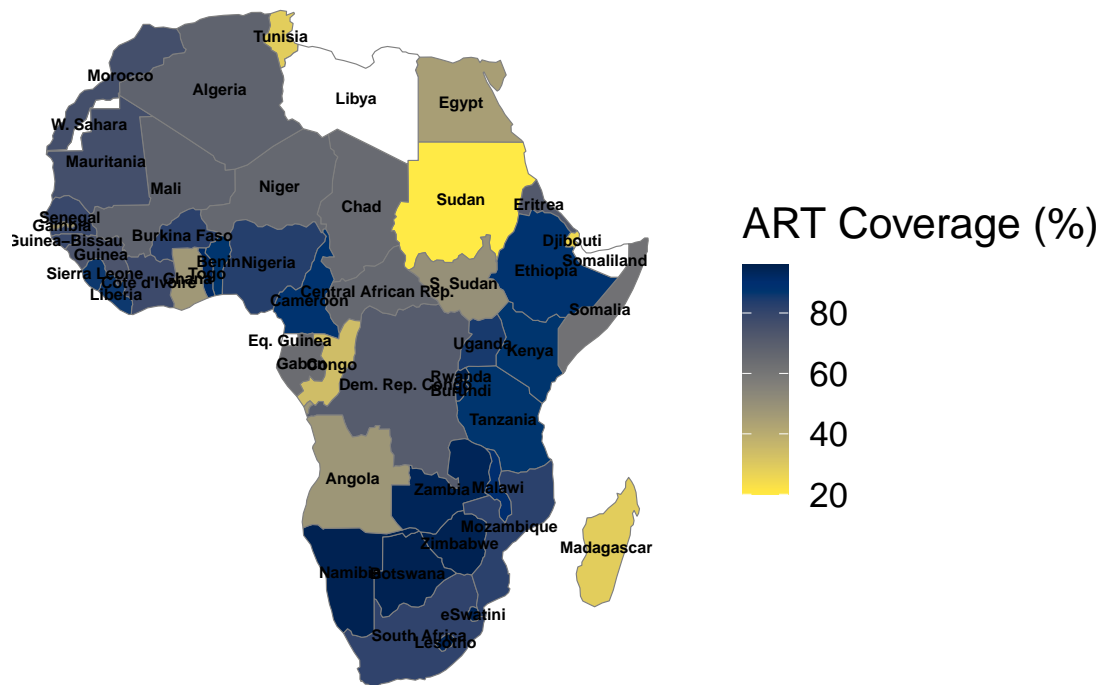 Tunisia
Morocco
Algeria
Libya
Egypt
W. Sahara
Mauritania
Mali
Niger
Chad
Sudan
Eritrea
Senegal
Gambia
Guinea–Bissau
Guinea
Burkina Faso
Djibouti
Somaliland
Sierra Leone
Liberia
Côte d'Ivoire
Ghana
Togo
Benin
Nigeria
Ethiopia
S. Sudan
Central African Rep.
Cameroon
Somalia
Eq. Guinea
Gabon
Congo
Uganda
Kenya
Dem. Rep. Congo
Rwanda
Burundi
Tanzania
Angola
Zambia
Malawi
Mozambique
Zimbabwe
Madagascar
Namibia
Botswana
eSwatini
South Africa
Lesotho
ART Coverage (%)
80
60
40
20